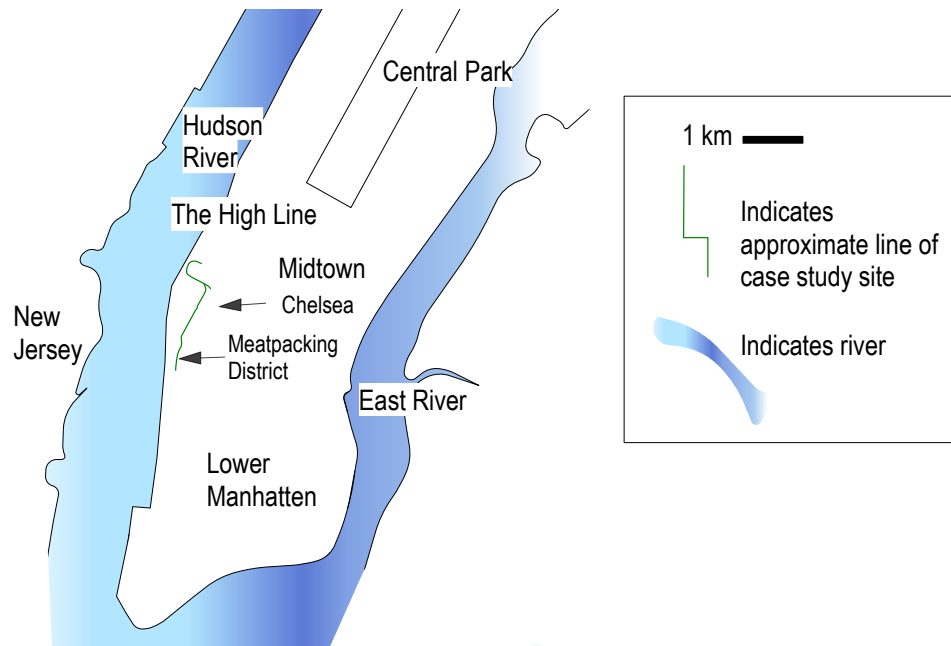 Central Park
Hudson
River
The High Line
Midtown
Chelsea
New
Jersey
Meatpacking
District
East River
Lower
Manhatten
1 km
Indicates
approximate line of
case study site
Indicates river